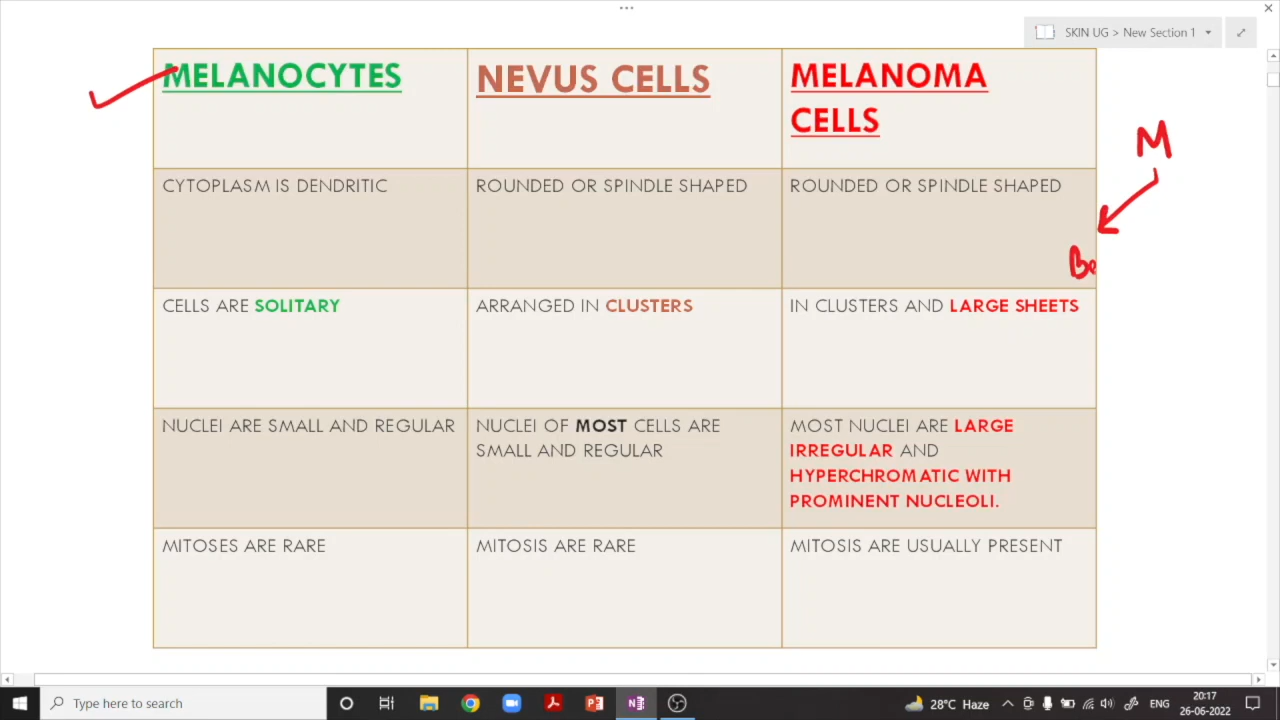 SKIN UG > New Section 1
MELANOCYTES
NEVUS CELLS
MELANOMA
CELLS
M
CYTOPLASM IS DENDRITIC
ROUNDED OR SPINDLE SHAPED
ROUNDED OR SPINDLE SHAPED
Be
CELLS ARE SOLITARY
ARRANGED IN CLUSTERS
IN CLUSTERS AND LARGE SHEETS
NUCLEI ARE SMALL AND REGULAR
NUCLEI OF MOST CELLS ARE
SMALL AND REGULAR
MOST NUCLEI ARE LARGE
IRREGULAR AND
HYPERCHROMATIC WITH
PROMINENT NUCLEOLI.
MITOSES ARE RARE
MITOSIS ARE RARE
MITOSIS ARE USUALLY PRESENT
Type here to search
28°C Haze
ENG
20:17
26-06-2022